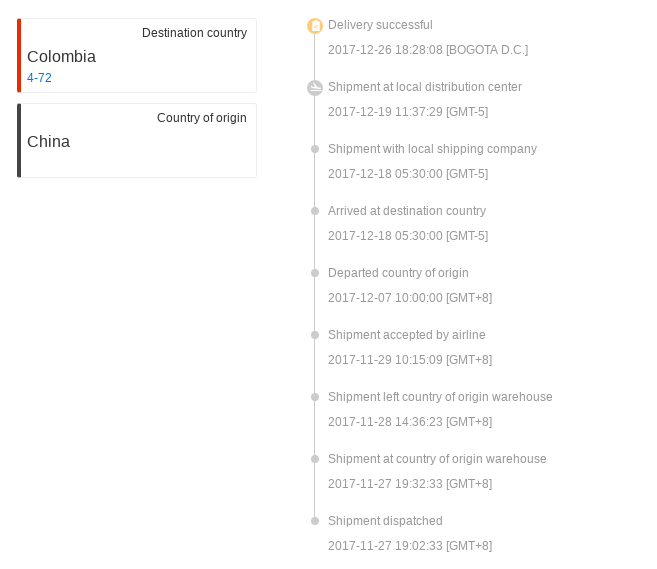 Destination country
Colombia
4-72
Country of origin
China
Delivery successful
2017-12-26 18:28:08 [BOGOTA D.C.]
Shipment at local distribution center
2017-12-19 11:37:29 [GMT-5]
Shipment with local shipping company
2017-12-18 05:30:00 [GMT-5]
Arrived at destination country
2017-12-18 05:30:00 [GMT-5]
Departed country of origin
2017-12-07 10:00:00 [GMT+8]
Shipment accepted by airline
2017-11-29 10:15:09 [GMT+8]
Shipment left country of origin warehouse
2017-11-28 14:36:23 [GMT+8]
Shipment at country of origin warehouse
2017-11-27 19:32:33 [GMT+8]
Shipment dispatched
2017-11-27 19:02:33 [GMT+8]